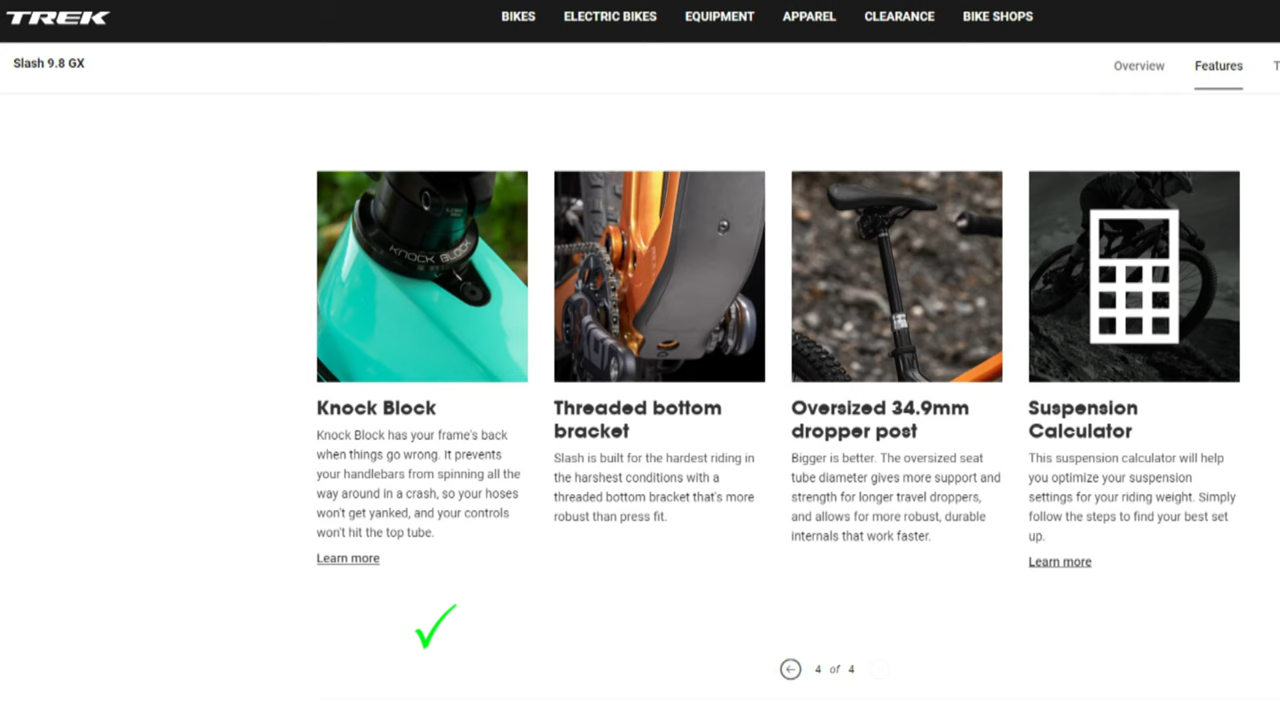 TREK
BIKES ELECTRIC BIKES EQUIPMENT APPAREL CLEARANCE BIKE SHOPS
Slash 9.8 GX
Overview Features T
KNOCK BLOCK
Knock Block
Knock Block has your frame's back
when things go wrong. It prevents
your handlebars from spinning all the
way around in a crash, so your hoses
won't get yanked, and your controls
won't hit the top tube.
Learn more
Threaded bottom
bracket
Slash is built for the hardest riding in
the harshest conditions with a
threaded bottom bracket that's more
robust than press fit.
Oversized 34.9mm
dropper post
Bigger is better. The oversized seat
tube diameter gives more support and
strength for longer travel droppers,
and allows for more robust, durable
internals that work faster.
Suspension
Calculator
This suspension calculator will help
you optimize your suspension
settings for your riding weight. Simply
follow the steps to find your best set
up.
Learn more
4 of 4